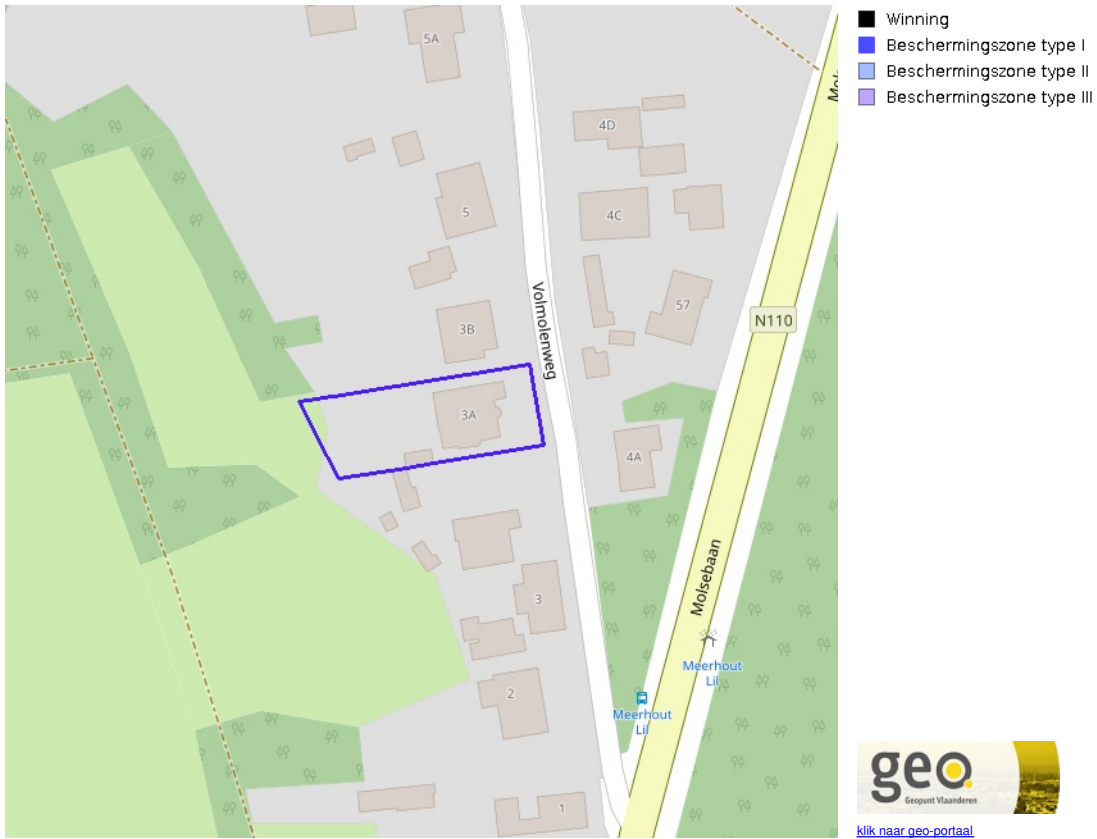 5A
4D
5
4C
57
3B
Volmolenweg
N110
3A
4A
3
2
1
Molsebaan
Meerhout
Lil
Meerhout
Lil
Winning
Beschermingszone type I
Beschermingszone type II
Beschermingszone type III
geo
Geopunt Vlaanderen
klik naar geo-portaal